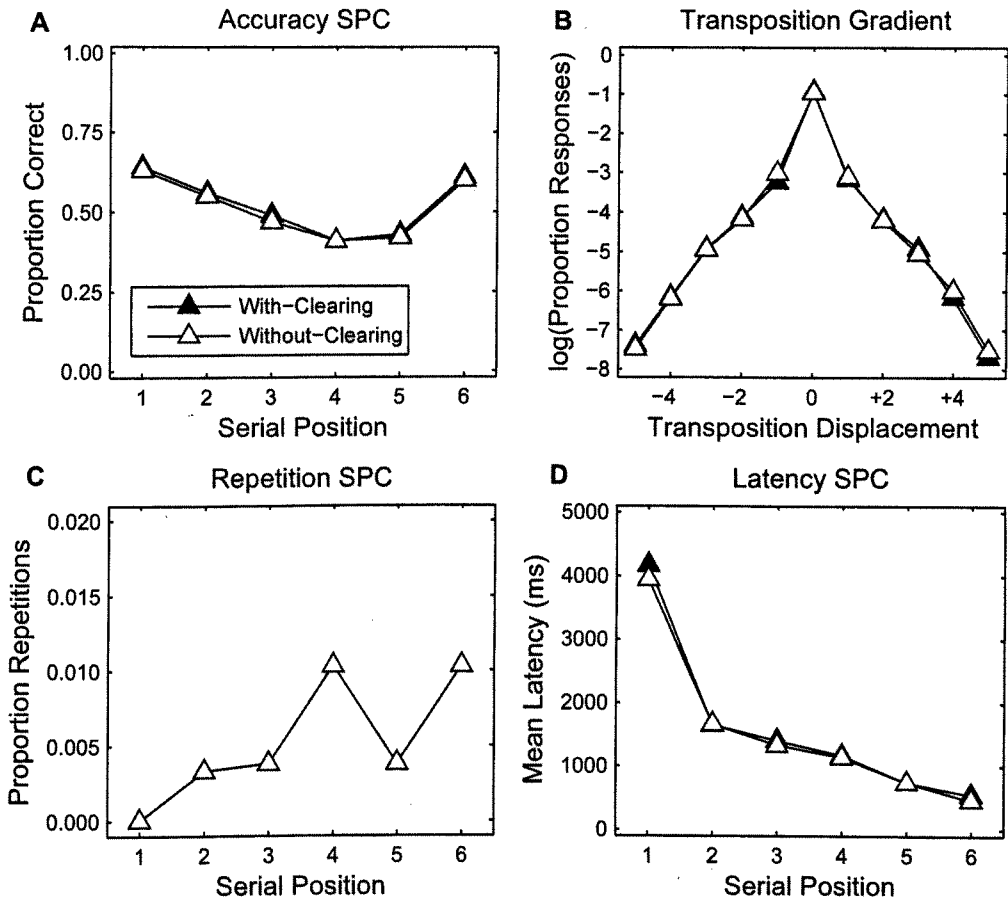 A Accuracy SPC
Proportion Correct
1.00
0.75
0.50
0.25
0.00
With−Clearing
Without−Clearing
1 2 3 4 5 6
Serial Position
B Transposition Gradient
log(Proportion Responses)
0
−1
−2
−3
−4
−5
−6
−7
−8
−4 −2 0 +2 +4
Transposition Displacement
C Repetition SPC
Proportion Repetitions
0.020
0.015
0.010
0.005
0.000
1 2 3 4 5 6
Serial Position
D Latency SPC
Mean Latency (ms)
5000
4000
3000
2000
1000
0
1 2 3 4 5 6
Serial Position